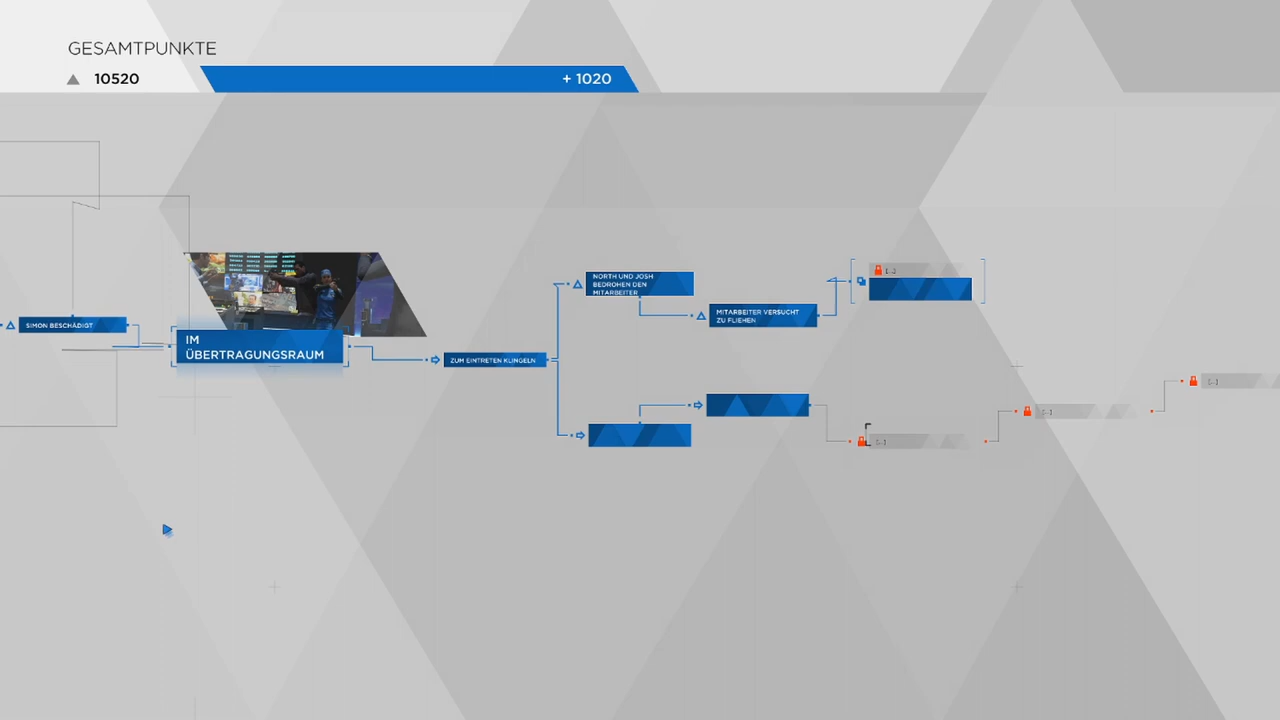 GESAMTPUNKTE
10520
+ 1020
SIMON BESCHÄDIGT
IM
ÜBERTRAGUNGSRAUM
ZUM EINTRETEN KLINGELN
NORTH UND JOSH
BEDROHEN DEN
MITARBEITER
MITARBEITER VERSUCHT
ZU FLIEHEN
[...]
[...]
[...]
[...]